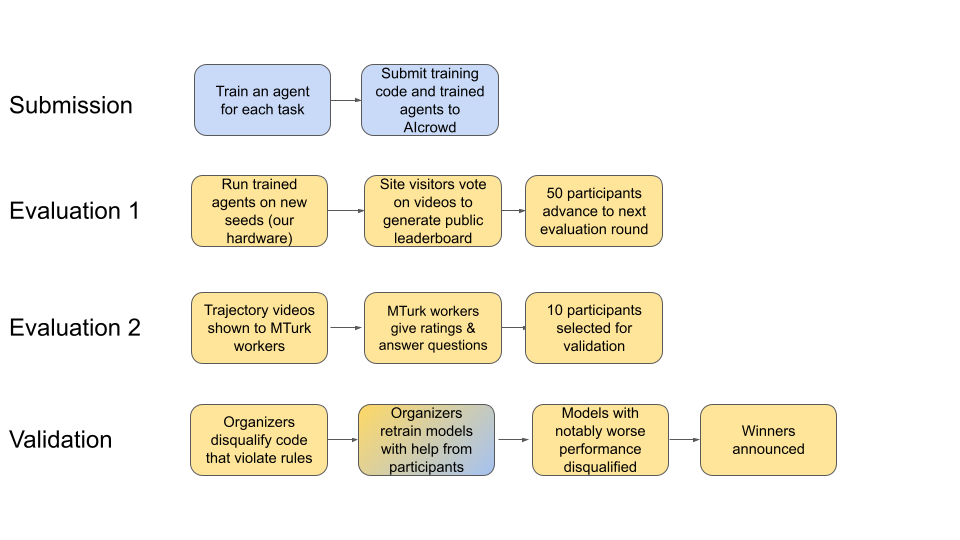 Submission
Train an agent
for each task
Submit training
code and trained
agents to
AIcrowd
Evaluation 1
Run trained
agents on new
seeds (our
hardware)
Site visitors vote
on videos to
generate public
leaderboard
50 participants
advance to next
evaluation round
Evaluation 2
Trajectory videos
shown to MTurk
workers
MTurk workers
give ratings &
answer questions
10 participants
selected for
validation
Validation
Organizers
disqualify code
that violate rules
Organizers
retrain models
with help from
participants
Models with
notably worse
performance
disqualified
Winners
announced